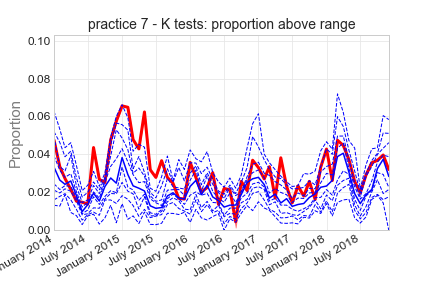 practice 7 - K tests: proportion above range
0.10
0.08
0.06
0.04
0.02
0.00
Proportion
nuary 2014
July 2014
January 2015
July 2015
January 2016
July 2016
January 2017
July 2017
January 2018
July 2018